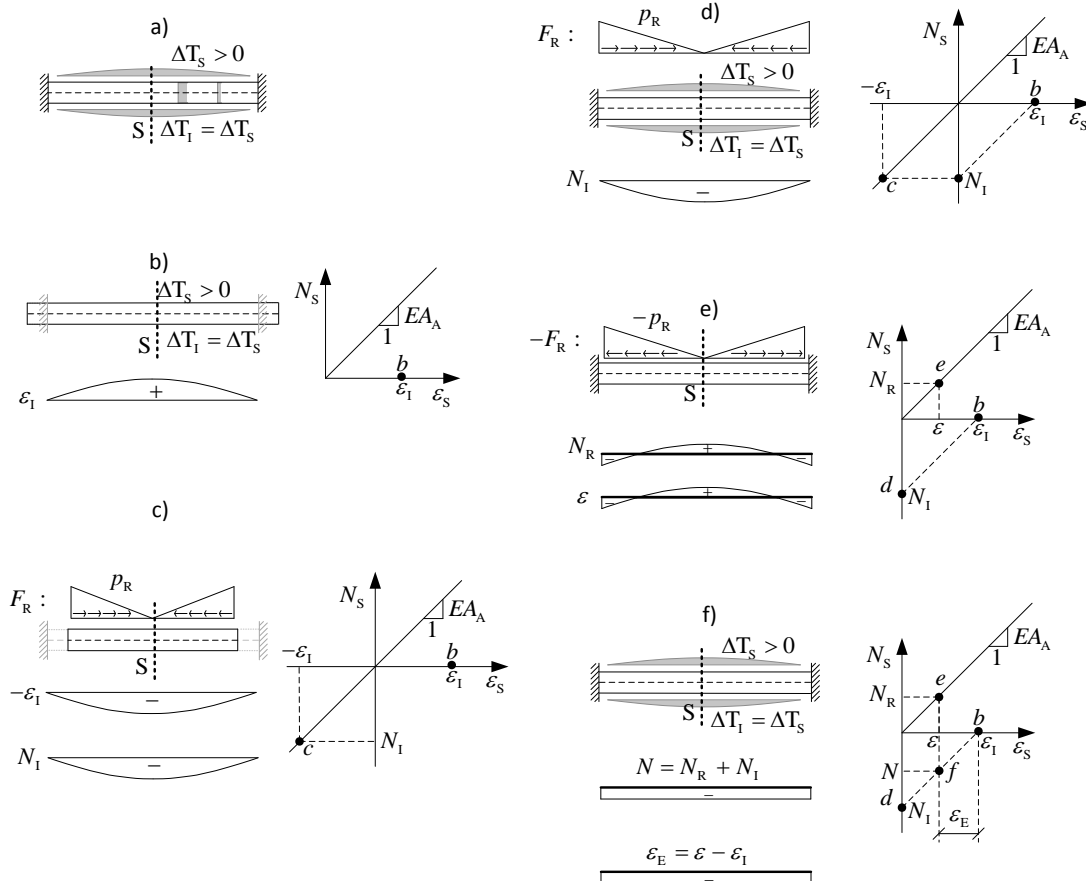 a)
ΔT_S > 0
S
ΔT_I = ΔT_S
b)
ΔT_S > 0
S
ΔT_I = ΔT_S
ε_I
+
N_S
EA_A
1
b
ε_I
ε_S
c)
F_R :
p_R
S
−ε_I
−
N_I
−
N_S
EA_A
1
−ε_I
b
ε_I
ε_S
c
N_I
d)
F_R :
p_R
ΔT_S > 0
S
ΔT_I = ΔT_S
N_I
−
N_S
EA_A
1
−ε_I
b
ε_I
ε_S
c
N_I
e)
−F_R :
−p_R
S
N_R
− + −
ε
− + −
N_S
EA_A
1
N_R
e
b
ε
ε_I
ε_S
d
N_I
f)
ΔT_S > 0
S
ΔT_I = ΔT_S
N = N_R + N_I
−
ε_E = ε − ε_I
−
N_S
EA_A
1
N_R
e
b
ε
ε_I
ε_S
N
f
d
N_I
ε_E